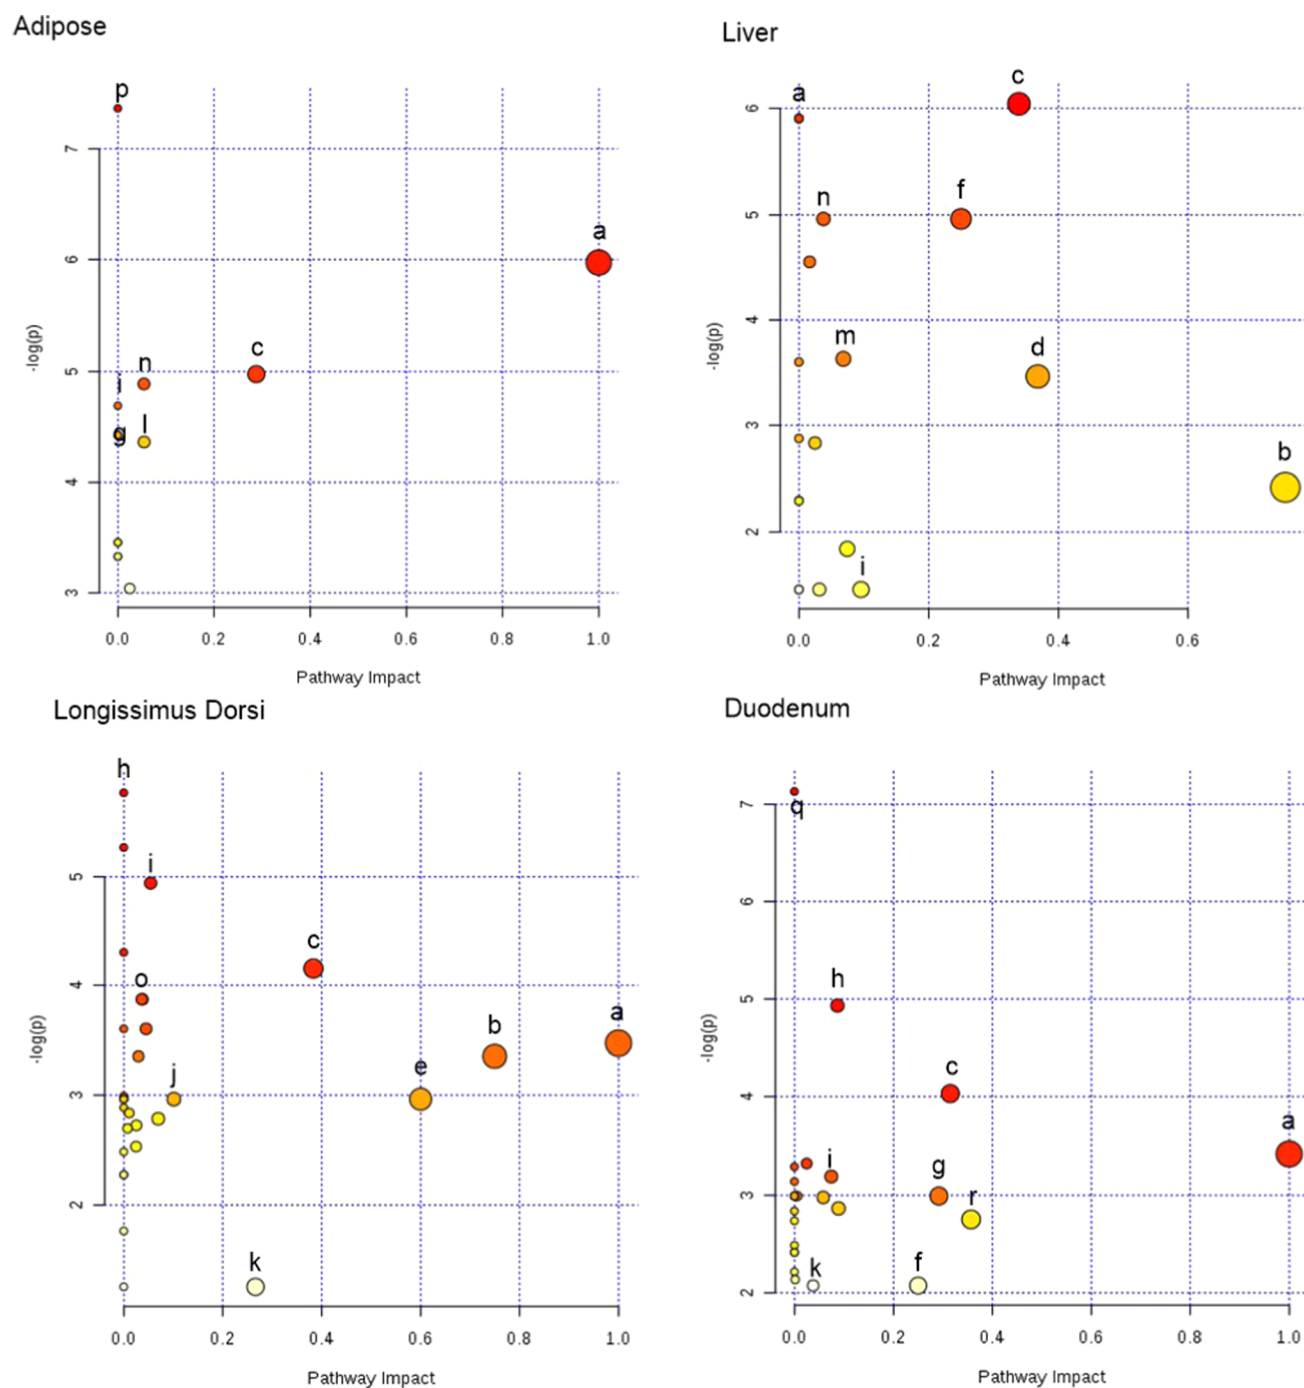 Adipose
p
7
a
6
c
n
5
i
l
g
4
3
-log(p)
0.0 0.2 0.4 0.6 0.8 1.0
Pathway Impact
Liver
c
a
6
f
n
5
4
m
d
3
b
2
i
-log(p)
0.0 0.2 0.4 0.6
Pathway Impact
Longissimus Dorsi
h
i
5
c
o
4
a
b
e
j
3
2
k
-log(p)
0.0 0.2 0.4 0.6 0.8 1.0
Pathway Impact
Duodenum
7
q
6
h
5
c
4
a
i
g
r
3
f
k
2
-log(p)
0.0 0.2 0.4 0.6 0.8 1.0
Pathway Impact